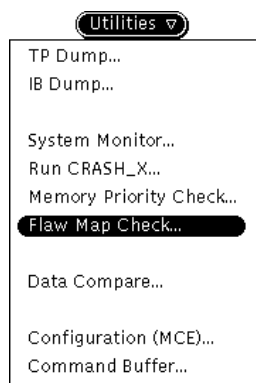 Utilities
TP Dump...
IB Dump...
System Monitor...
Run CRASH_X...
Memory Priority Check...
Flaw Map Check...
Data Compare...
Configuration (MCE)...
Command Buffer...